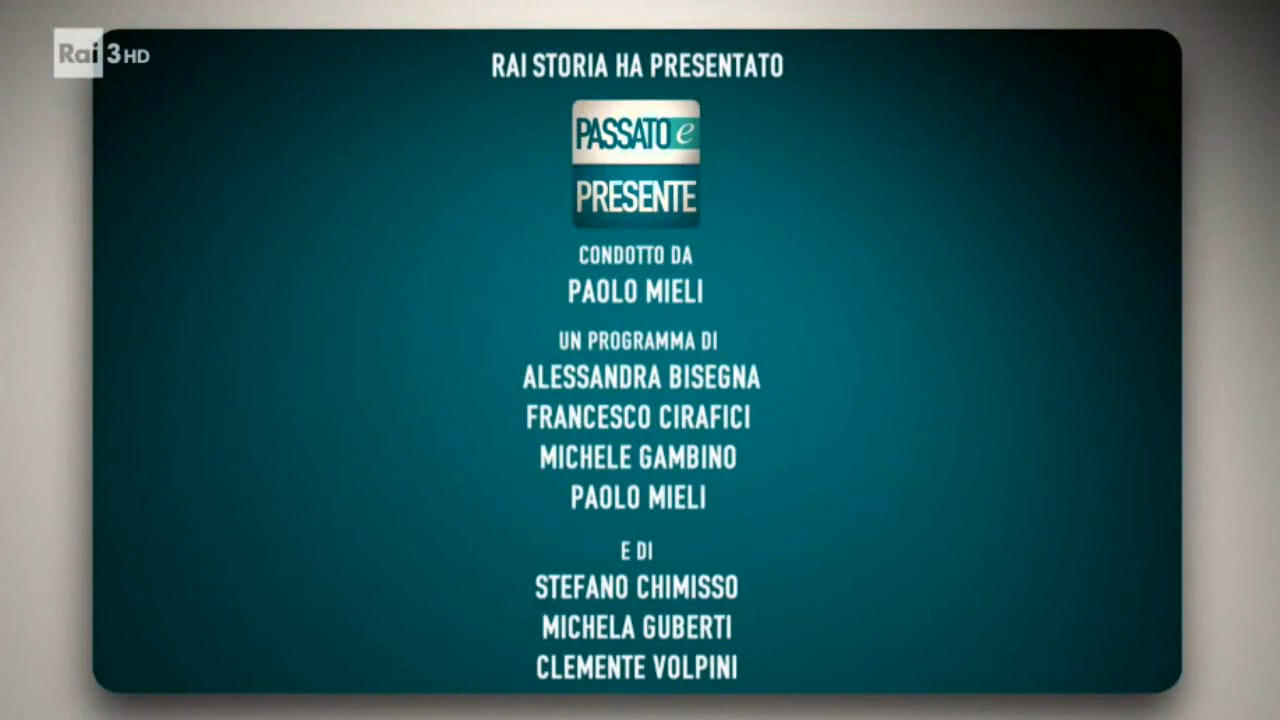 Rai 3HD
RAI STORIA HA PRESENTATO
PASSATO e
PRESENTE
CONDOTTO DA
PAOLO MIELI
UN PROGRAMMA DI
ALESSANDRA BISEGNA
FRANCESCO CIRAFICI
MICHELE GAMBINO
PAOLO MIELI
E DI
STEFANO CHIMISSO
MICHELA GUBERTI
CLEMENTE VOLPINI